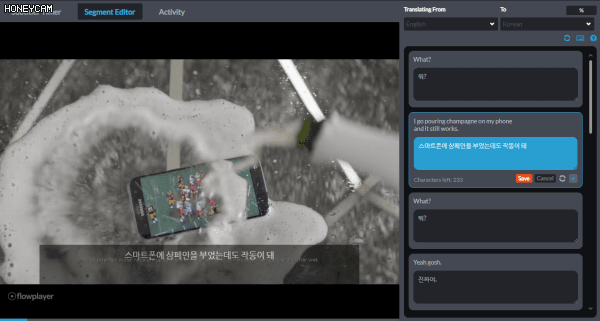 HONEYCAM
Segment Editor
Activity
Translating From
To
%
English
Korean
What?
뭐?
I go pouring champagne on my phone
and it still works.
스마트폰에 샴페인을 부었는데도 작동이 돼
Characters left: 233
Save
Cancel
What?
뭐?
Yeah gosh.
진짜야.
스마트폰에 샴페인을 부었는데도 작동이 돼
flowplayer